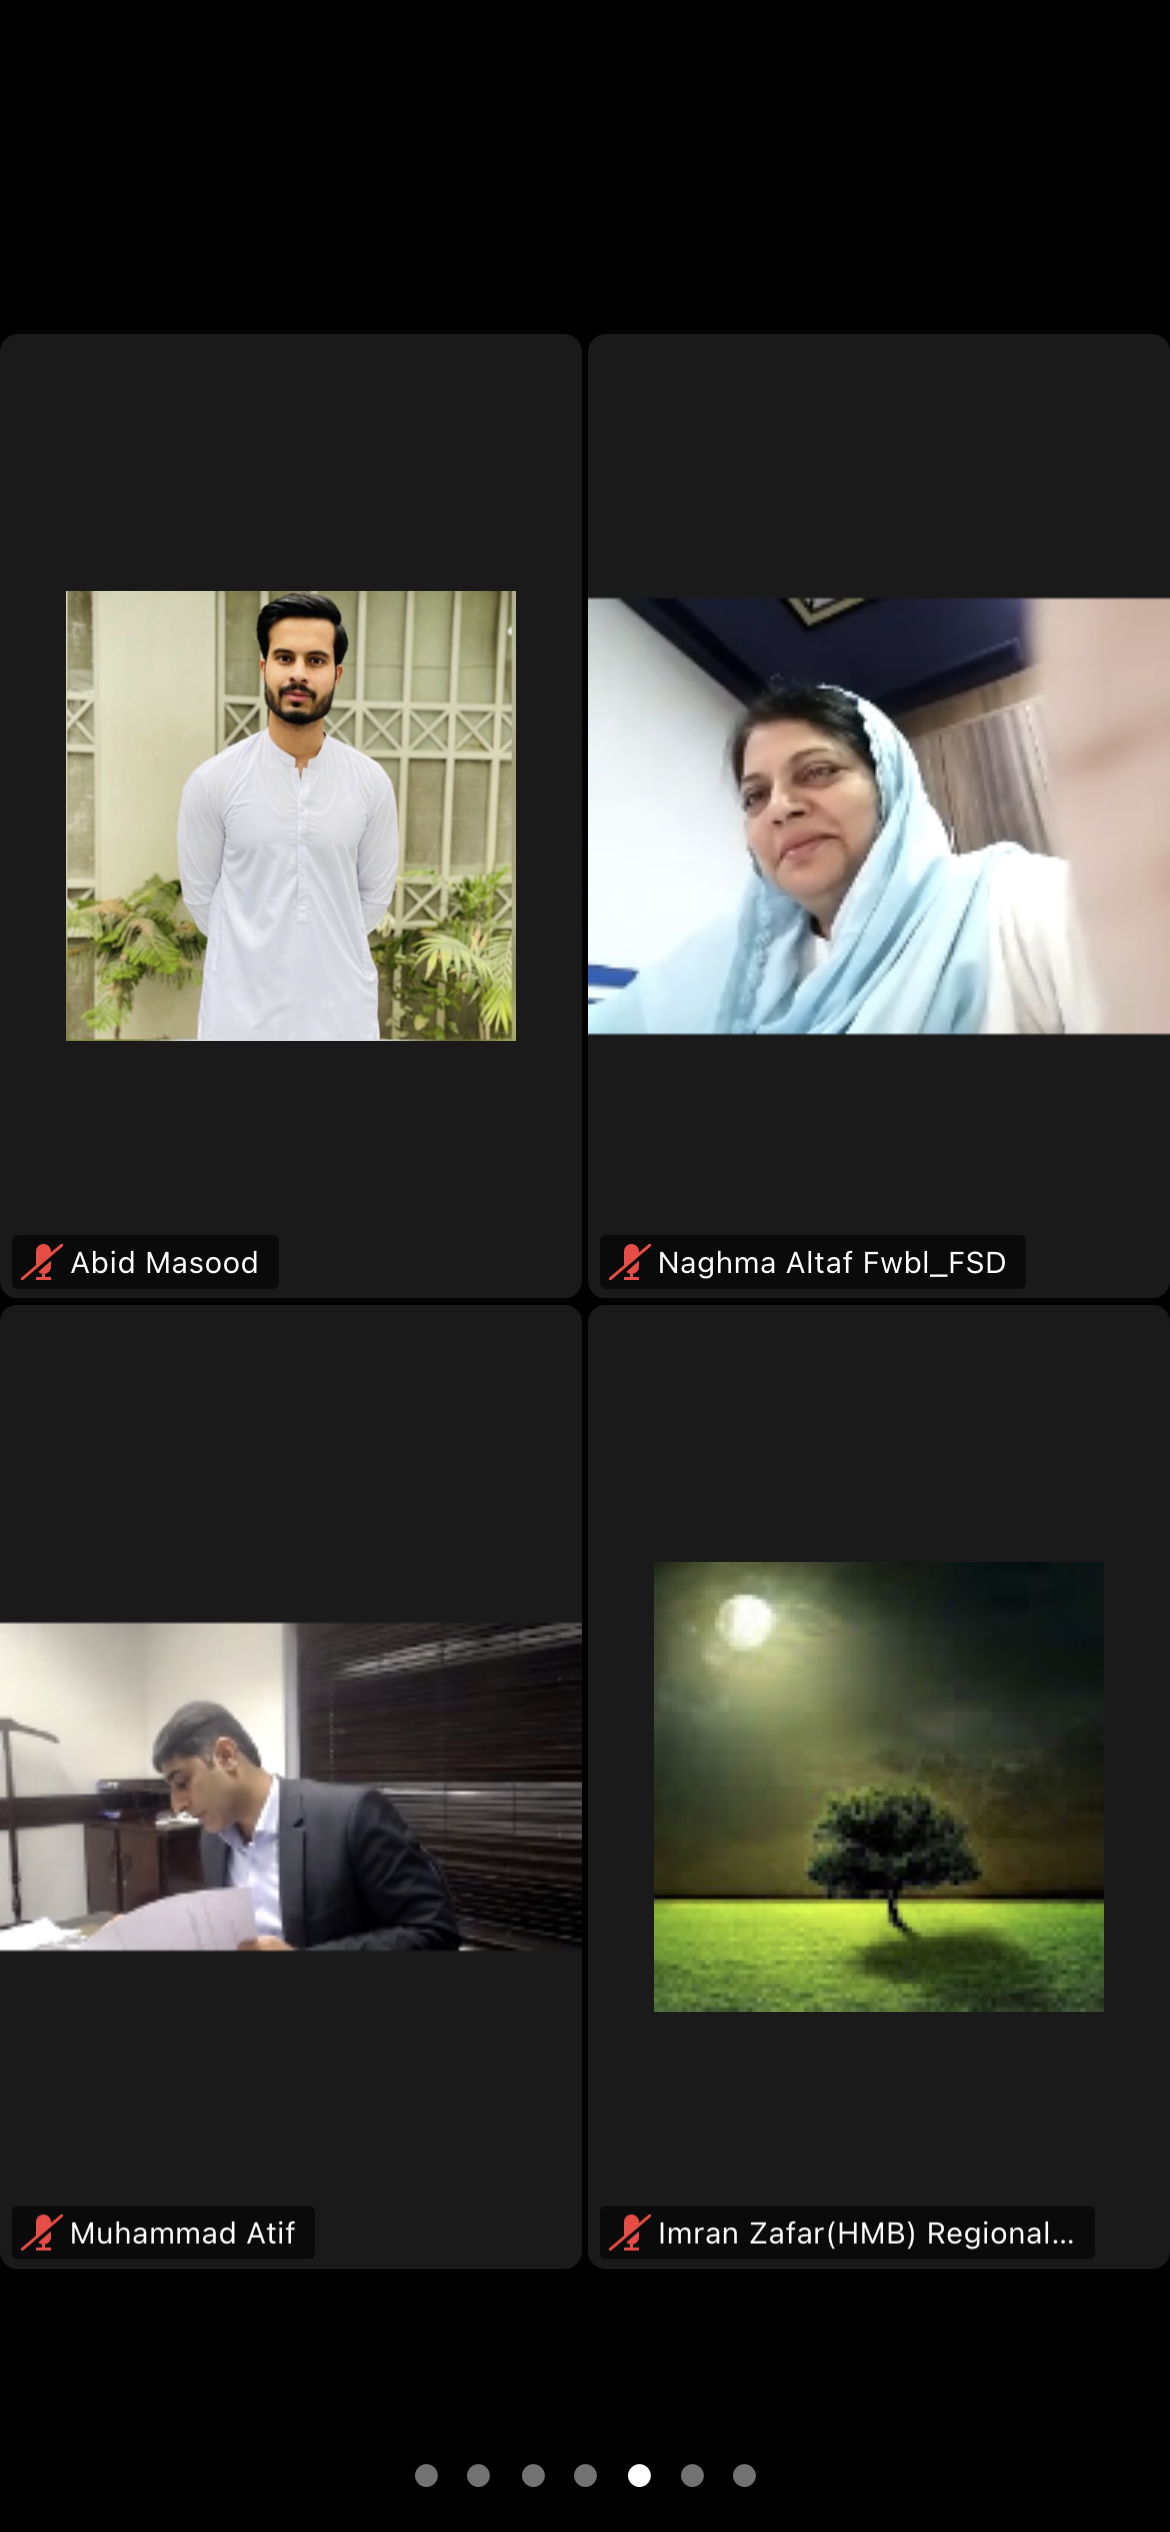 Abid Masood
Naghma Altaf Fwbl_FSD
Muhammad Atif
Imran Zafar(HMB) Regional...